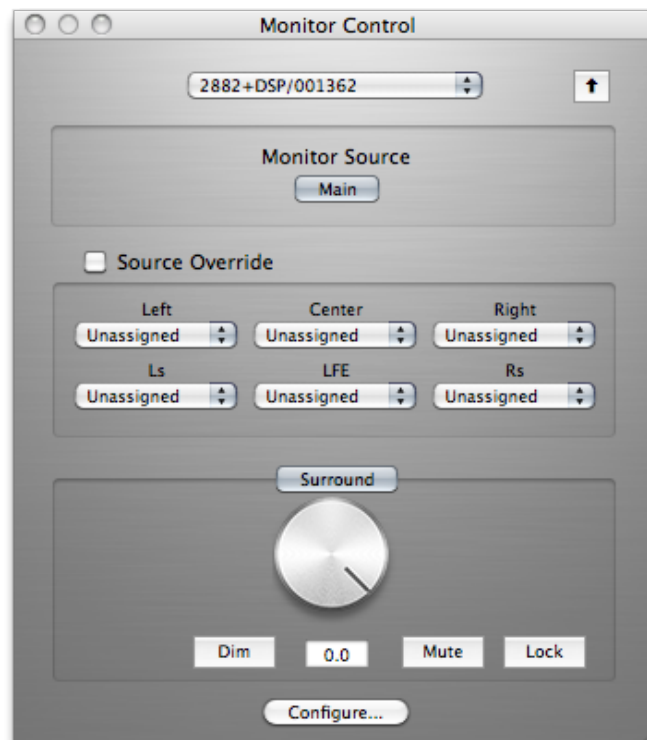 Monitor Control
2882+DSP/001362
Monitor Source
Main
Source Override
Left Center Right
Unassigned Unassigned Unassigned
Ls LFE Rs
Unassigned Unassigned Unassigned
Surround
Dim 0.0 Mute Lock
Configure...